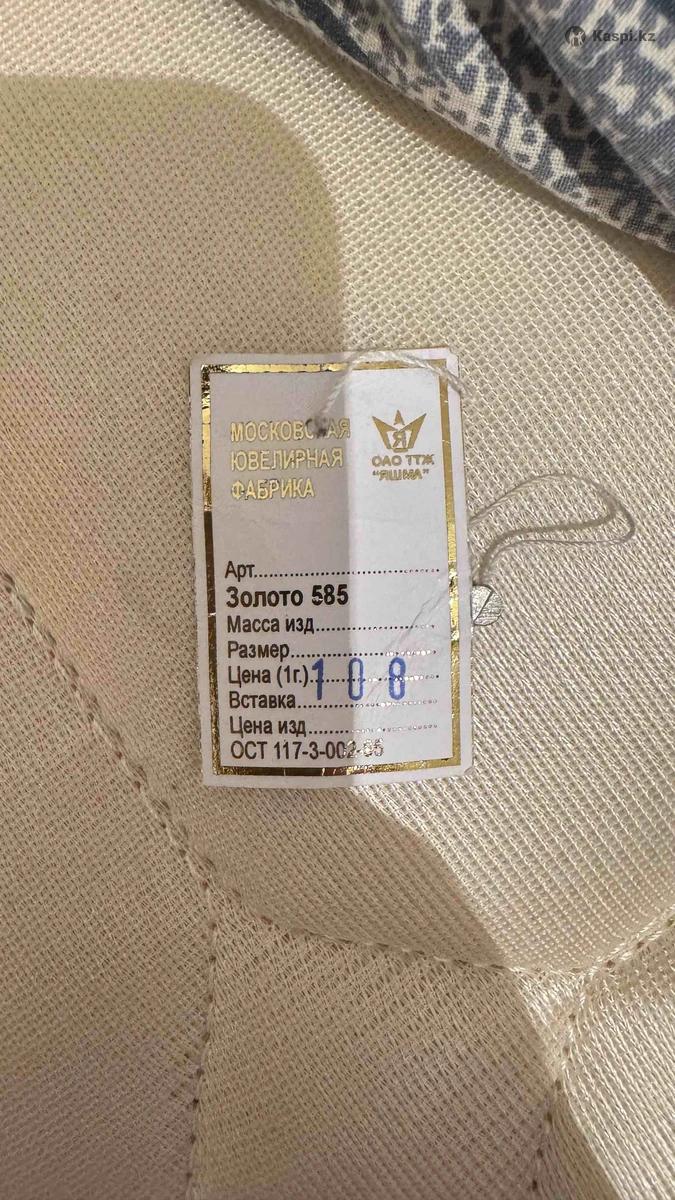 Kaspi.kz
МОСКОВСКАЯ
ЮВЕЛИРНАЯ
ФАБРИКА
Я
ОАО ТТЖ
"ЯШМА"
Арт.......................................
Золото 585
Масса изд.........................
Размер..............................
Цена (1г.)..........................
108
Вставка.............................
Цена изд...........................
ОСТ 117-3-002-95